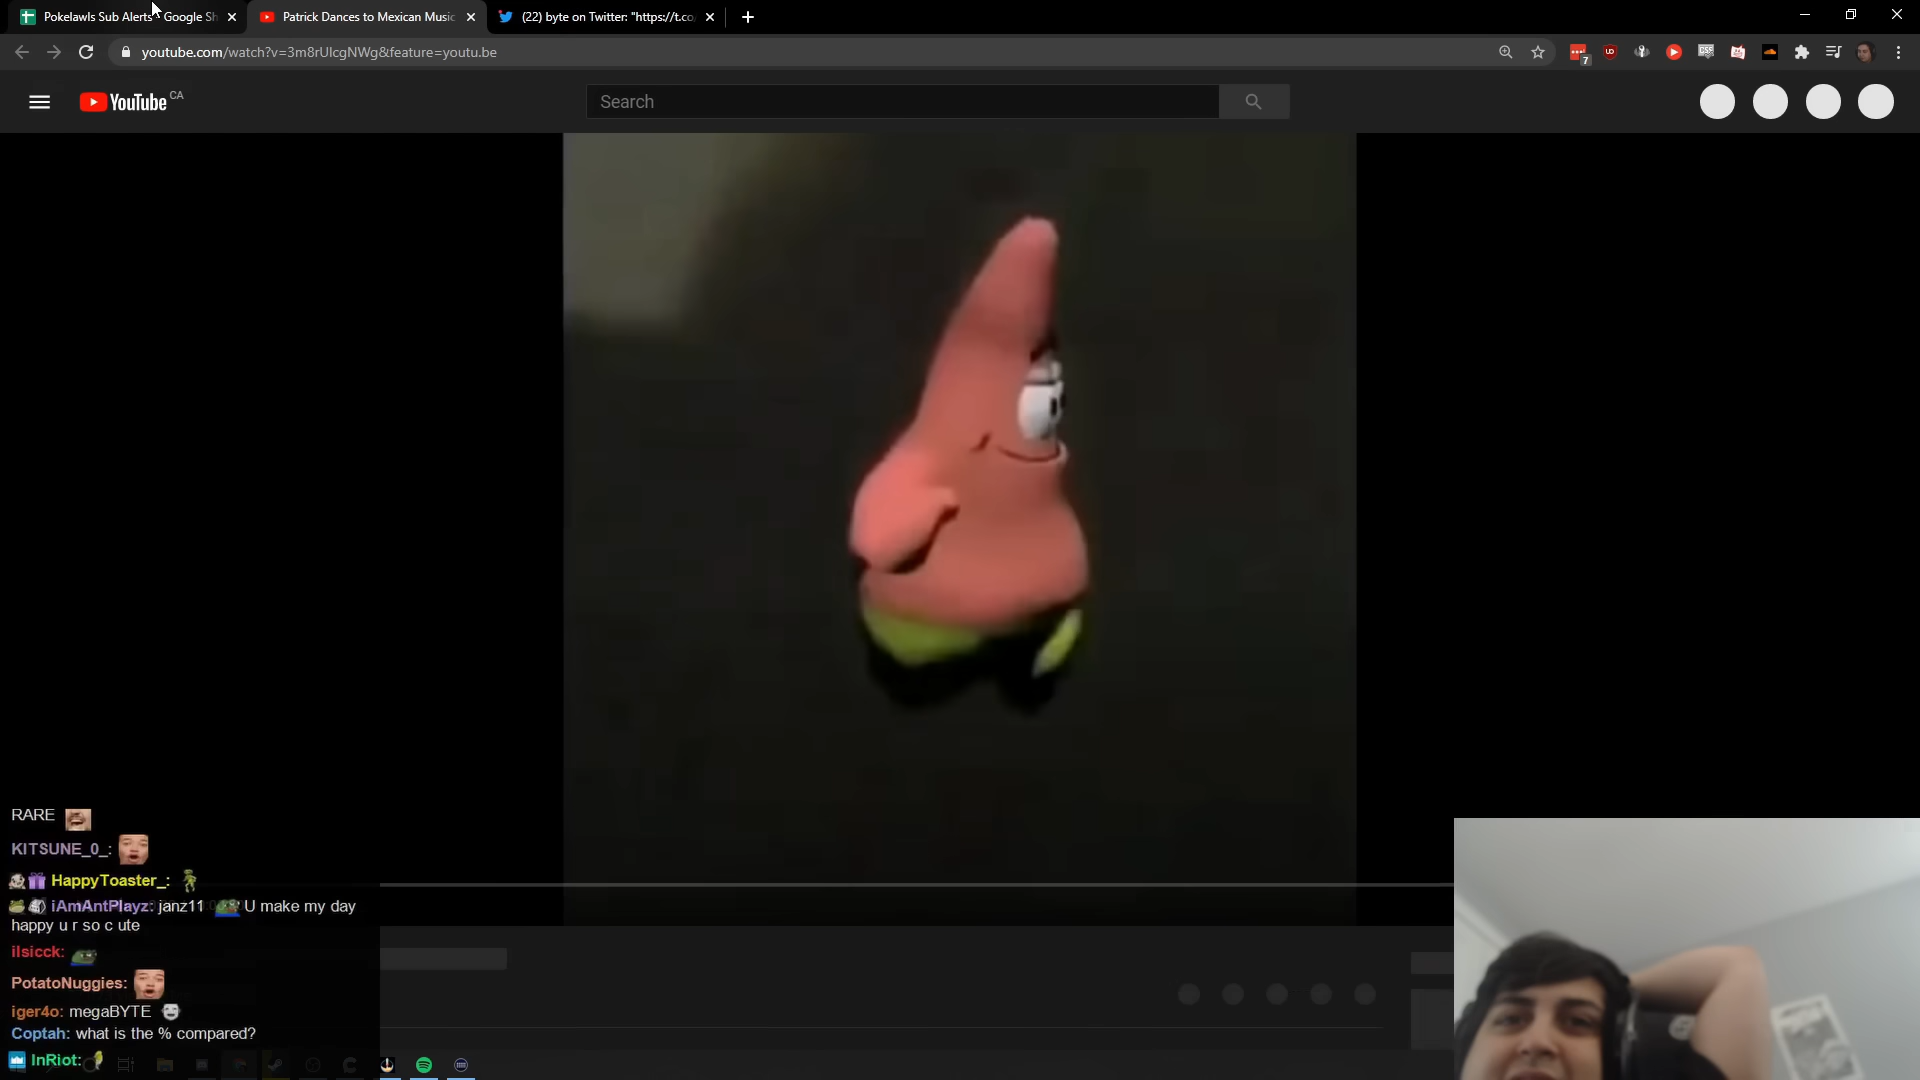 Pokelawls Sub Alerts - Google Sh
Patrick Dances to Mexican Music
(22) byte on Twitter: "https://t.co/
youtube.com/watch?v=3m8rUlcgNWg&feature=youtu.be
7
YouTube CA
Search
RARE
KITSUNE_0_:
HappyToaster_:
iAmAntPlayz: janz11 U make my day
happy u r so c ute
ilsicck:
PotatoNuggies:
iger4o: megaBYTE
Coptah: what is the % compared?
InRiot: